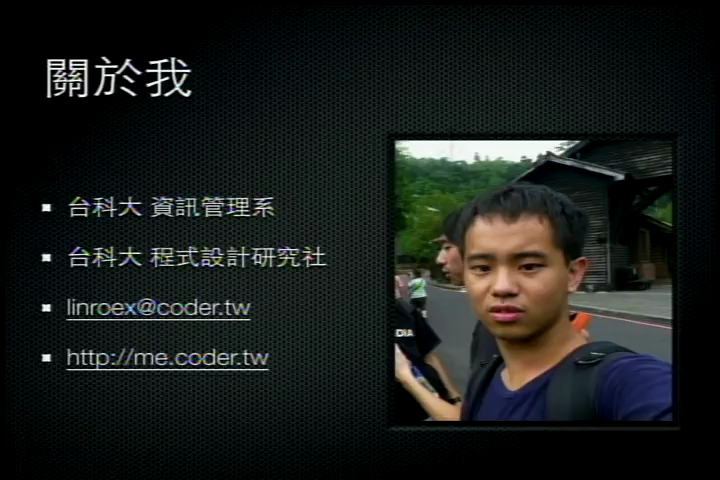 關於我
台科大 資訊管理系
台科大 程式設計研究社
linroex@coder.tw
http://me.coder.tw
DIA